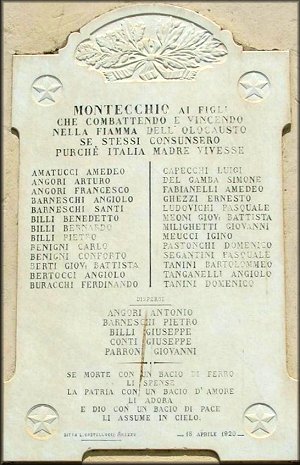 MONTECCHIO AI FIGLI
CHE COMBATTENDO E VINCENDO
NELLA FIAMMA DELL'OLOCAUSTO
SE STESSI CONSUNSERO
PURCHÈ ITALIA MADRE VIVESSE
AMATUCCI AMEDEO
ANGORI ARTURO
ANGORI FRANCESCO
BARNESCHI ANGIOLO
BARNESCHI SANTI
BILLI BENEDETTO
BILLI BERNARDO
BILLI PIETRO
BENIGNI CARLO
BENIGNI CONFORTO
BERTI GIOV: BATTISTA
BERTOCCI ANGIOLO
BURACCHI FERDINANDO
CAPECCHI LUIGI
DEL GAMBA SIMONE
FABIANELLI AMEDEO
GHEZZI ERNESTO
LUDOVICHI PASQUALE
MEONI GIOV: BATTISTA
MILIGHETTI GIOVANNI
MEUCCI IGINO
PASTONCHI DOMENICO
SEGANTINI PASQUALE
TANINI BARTOLOMMEO
TANGANELLI ANGIOLO
TANINI DOMENICO
DISPERSI
ANGORI ANTONIO
BARNESCHI PIETRO
BILLI GIUSEPPE
CONTI GIUSEPPE
PARRONI GIOVANNI
SE MORTE CON UN BACIO DI FERRO
LI SPENSE
LA PATRIA CON UN BACIO D'AMORE
LI ADORA
E DIO CON UN BACIO DI PACE
LI ASSUME IN CIELO.
DITTA L. CASTELLUCCI AREZZO
18 APRILE 1920